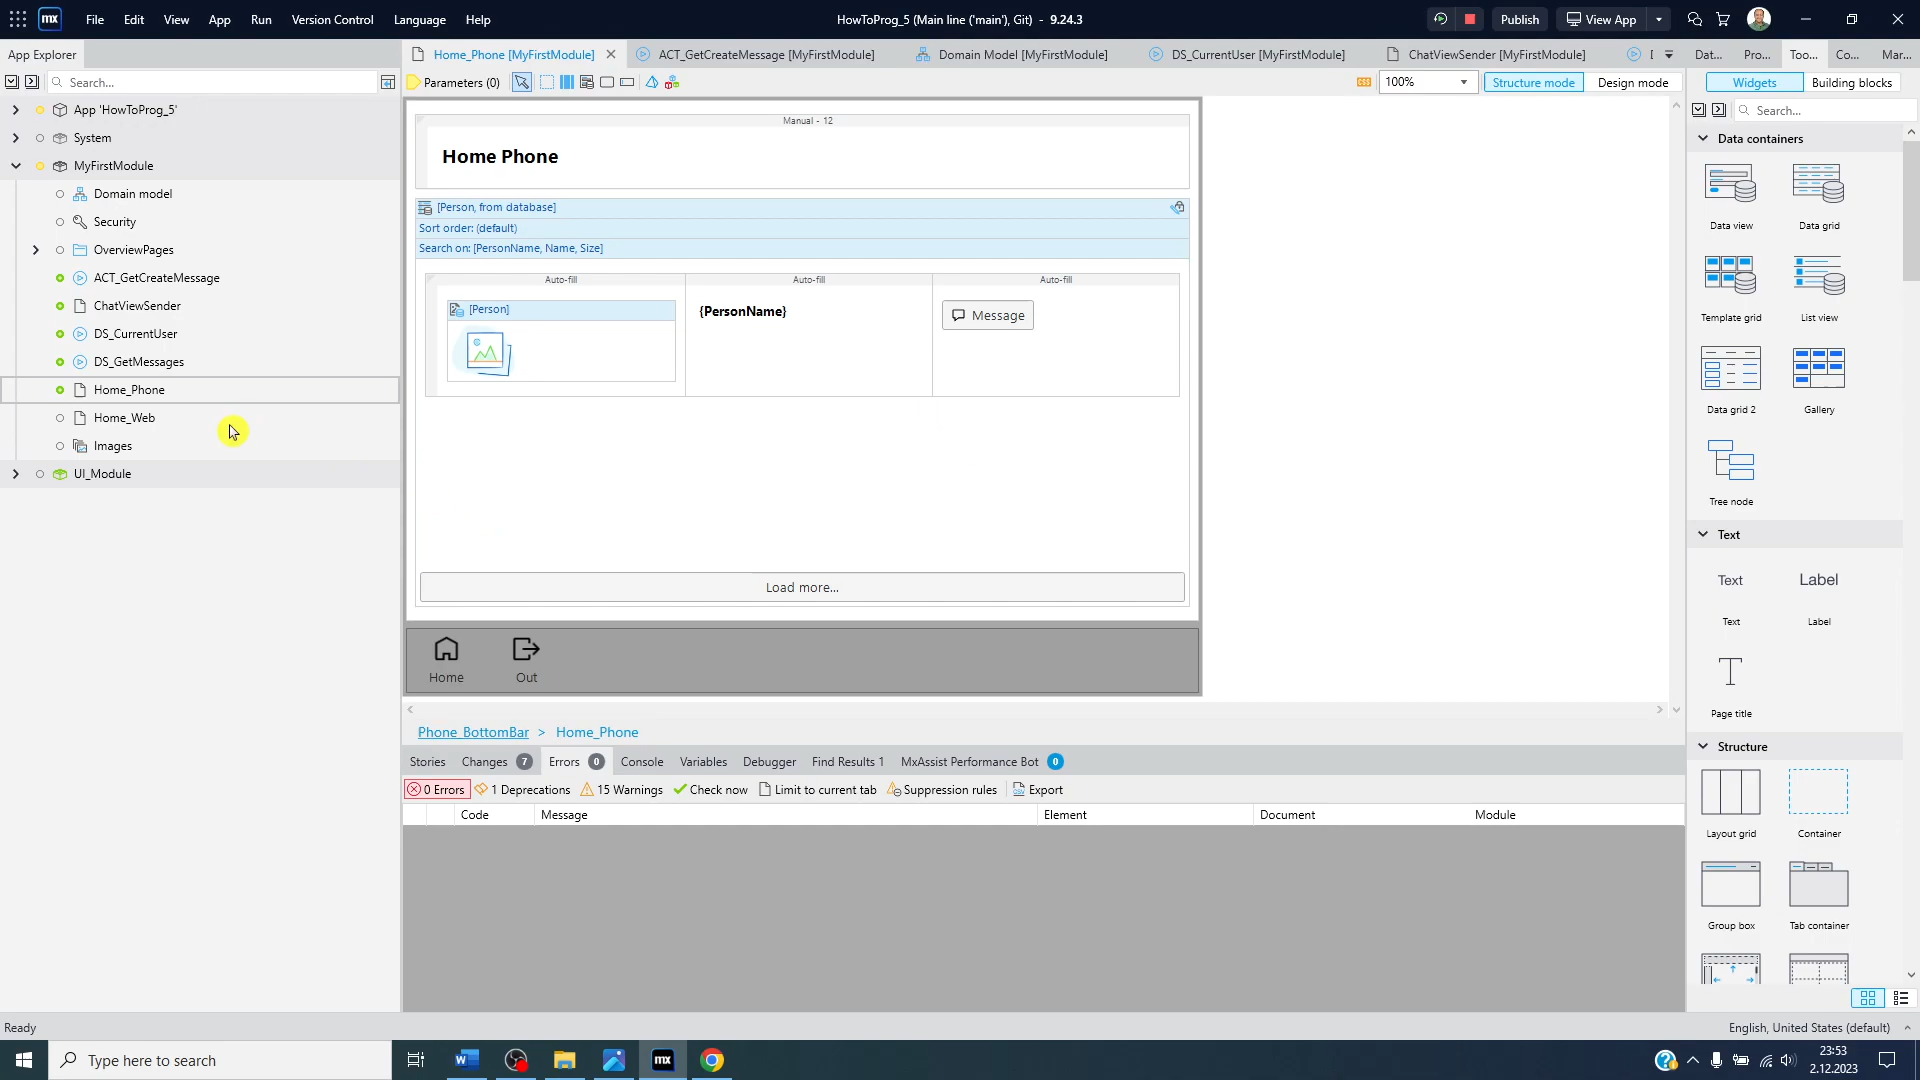 mx File Edit View App Run Version Control Language Help HowToProg_5 (Main line ('main'), Git) - 9.24.3 Publish View App
App Explorer
Home_Phone [MyFirstModule] ACT_GetCreateMessage [MyFirstModule] Domain Model [MyFirstModule] DS_CurrentUser [MyFirstModule] ChatViewSender [MyFirstModule]
Dat... Pro... Too... Co... Mar...
Search...
Parameters (0) 100% Structure mode Design mode
Widgets Building blocks
Search...
App 'HowToProg_5'
System
MyFirstModule
Domain model
Security
OverviewPages
ACT_GetCreateMessage
ChatViewSender
DS_CurrentUser
DS_GetMessages
Home_Phone
Home_Web
Images
UI_Module
Manual - 12
Home Phone
[Person, from database]
Sort order: (default)
Search on: [PersonName, Name, Size]
Auto-fill Auto-fill Auto-fill
[Person]
{PersonName}
Message
Load more...
Home Out
Phone_BottomBar > Home_Phone
Stories Changes 7 Errors 0 Console Variables Debugger Find Results 1 MxAssist Performance Bot 0
0 Errors 1 Deprecations 15 Warnings Check now Limit to current tab Suppression rules Export
Code Message Element Document Module
Data containers
Data view Data grid
Template grid List view
Data grid 2 Gallery
Tree node
Text
Text Label
Text Label
Page title
Structure
Layout grid Container
Group box Tab container
Ready
English, United States (default)
Type here to search
mx
23:53
2.12.2023